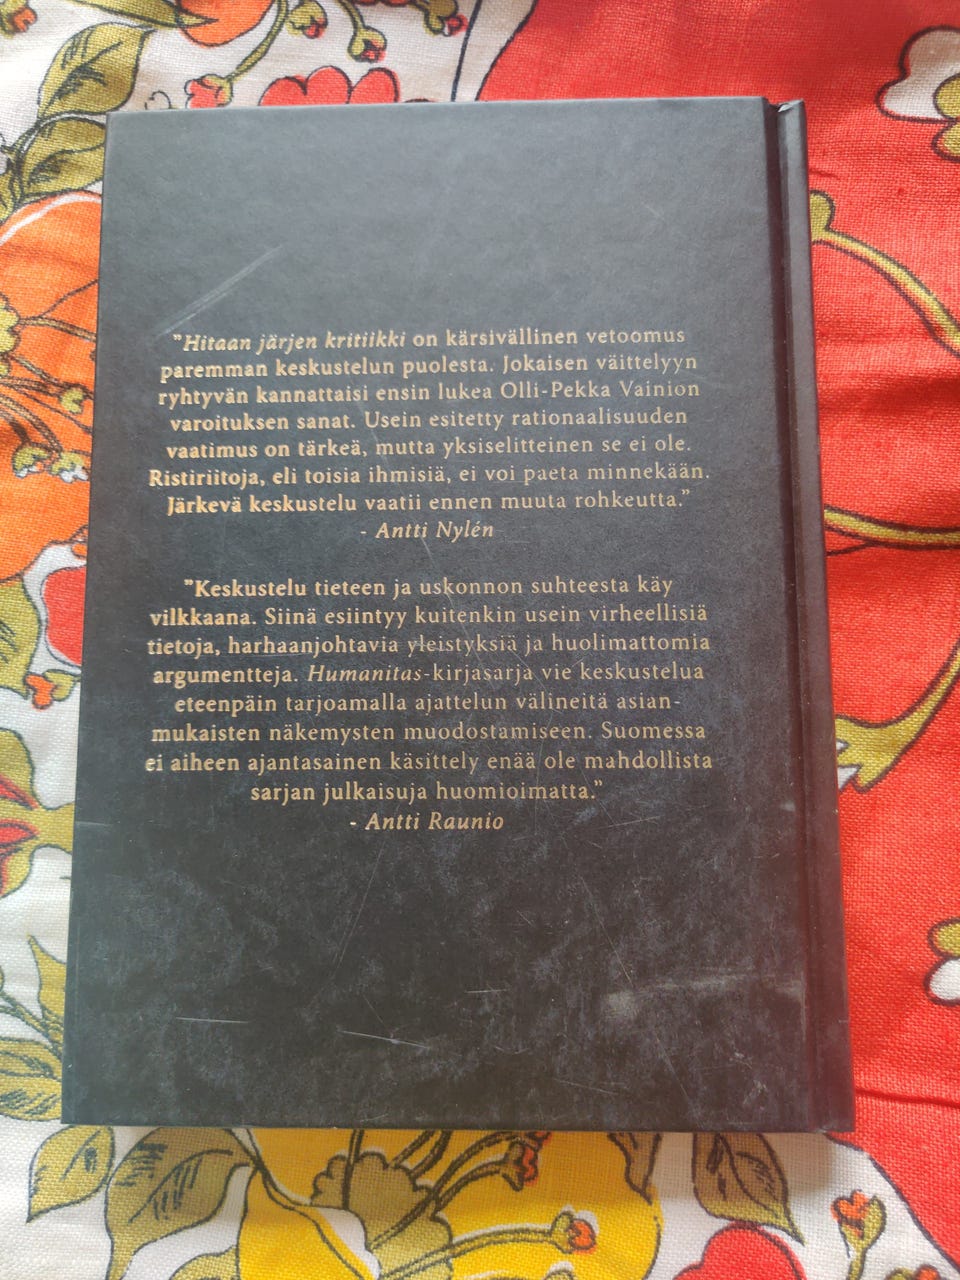 "Hitaan järjen kritiikki on kärsivällinen vetoomus
paremman keskustelun puolesta. Jokaisen väittelyyn
ryhtyvän kannattaisi ensin lukea Olli-Pekka Vainion
varoituksen sanat. Usein esitetty rationaalisuuden
vaatimus on tärkeä, mutta yksiselitteinen se ei ole.
Ristiriitoja, eli toisia ihmisiä, ei voi paeta minnekään.
Järkevä keskustelu vaatii ennen muuta rohkeutta."
- Antti Nylén
"Keskustelu tieteen ja uskonnon suhteesta käy
vilkkaana. Siinä esiintyy kuitenkin usein virheellisiä
tietoja, harhaanjohtavia yleistyksiä ja huolimattomia
argumentteja. Humanitas-kirjasarja vie keskustelua
eteenpäin tarjoamalla ajattelun välineitä asian-
mukaisten näkemysten muodostamiseen. Suomessa
ei aiheen ajantasainen käsittely enää ole mahdollista
sarjan julkaisuja huomioimatta."
- Antti Raunio